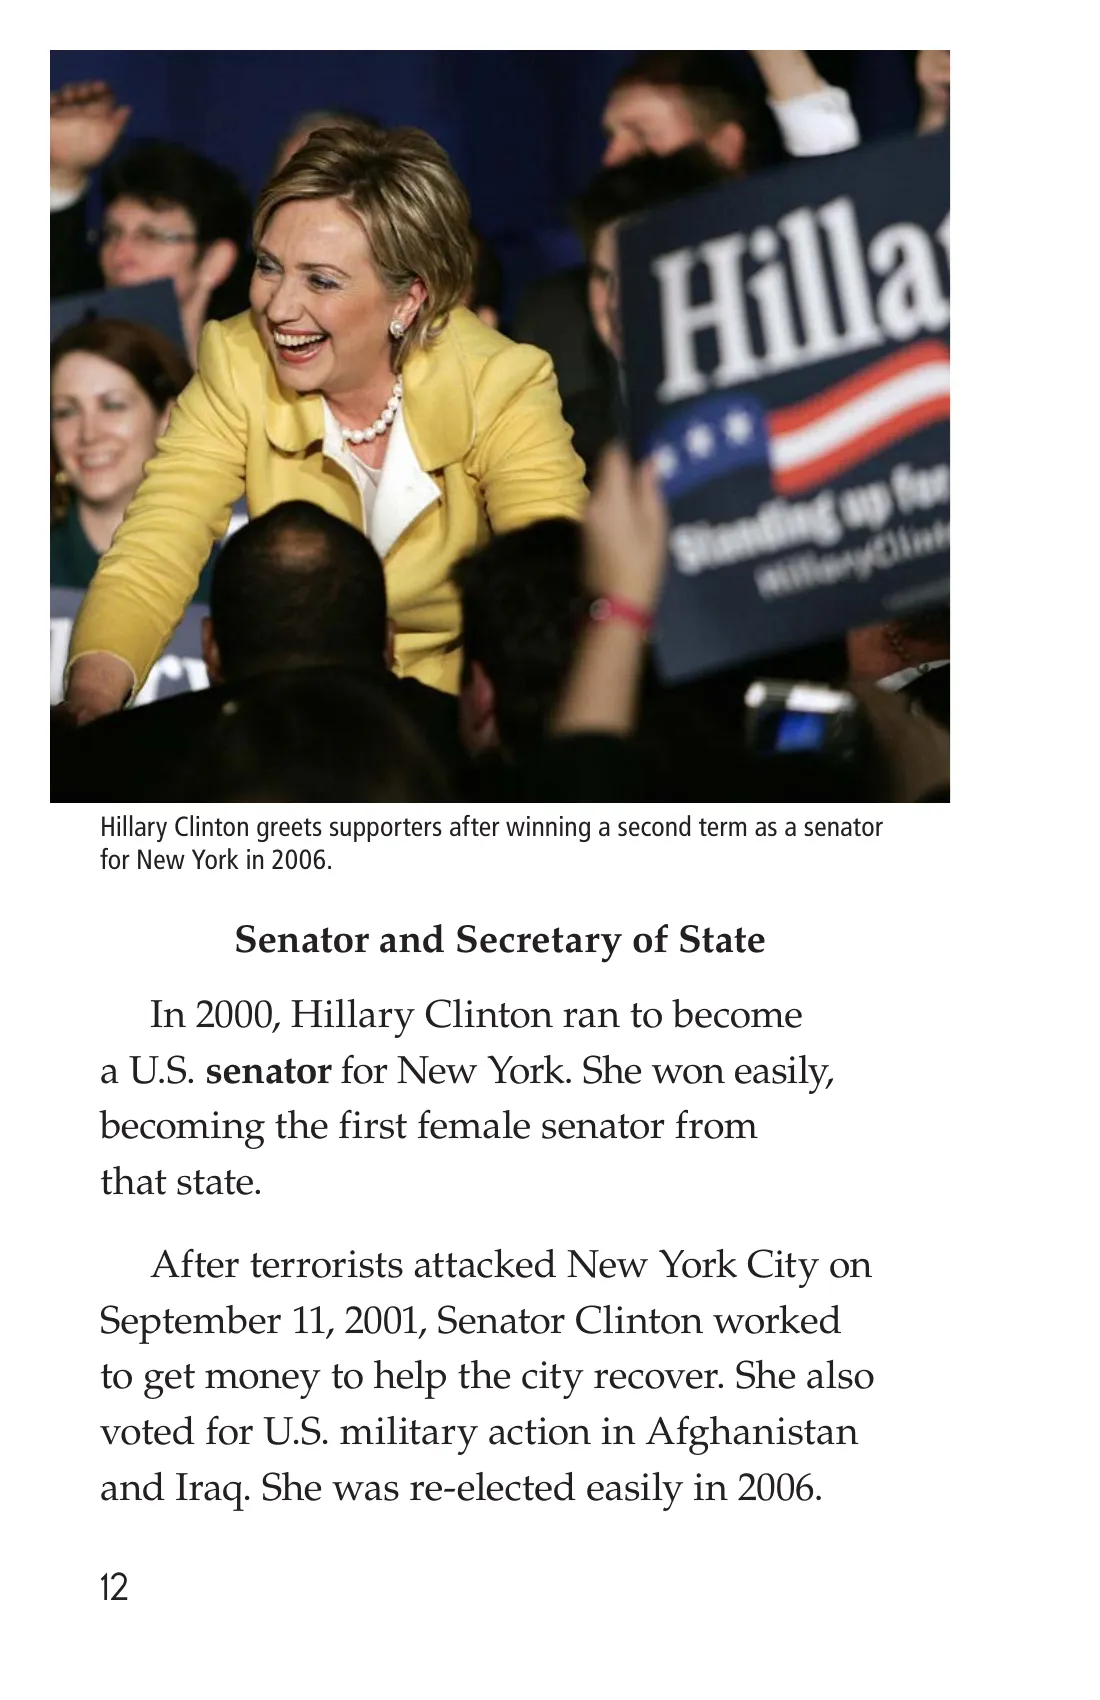 Hilla
Standing up for
HillaryClint
ry
Hillary Clinton greets supporters after winning a second term as a senator
for New York in 2006.
Senator and Secretary of State
In 2000, Hillary Clinton ran to become
a U.S. senator for New York. She won easily,
becoming the first female senator from
that state.
After terrorists attacked New York City on
September 11, 2001, Senator Clinton worked
to get money to help the city recover. She also
voted for U.S. military action in Afghanistan
and Iraq. She was re-elected easily in 2006.
12